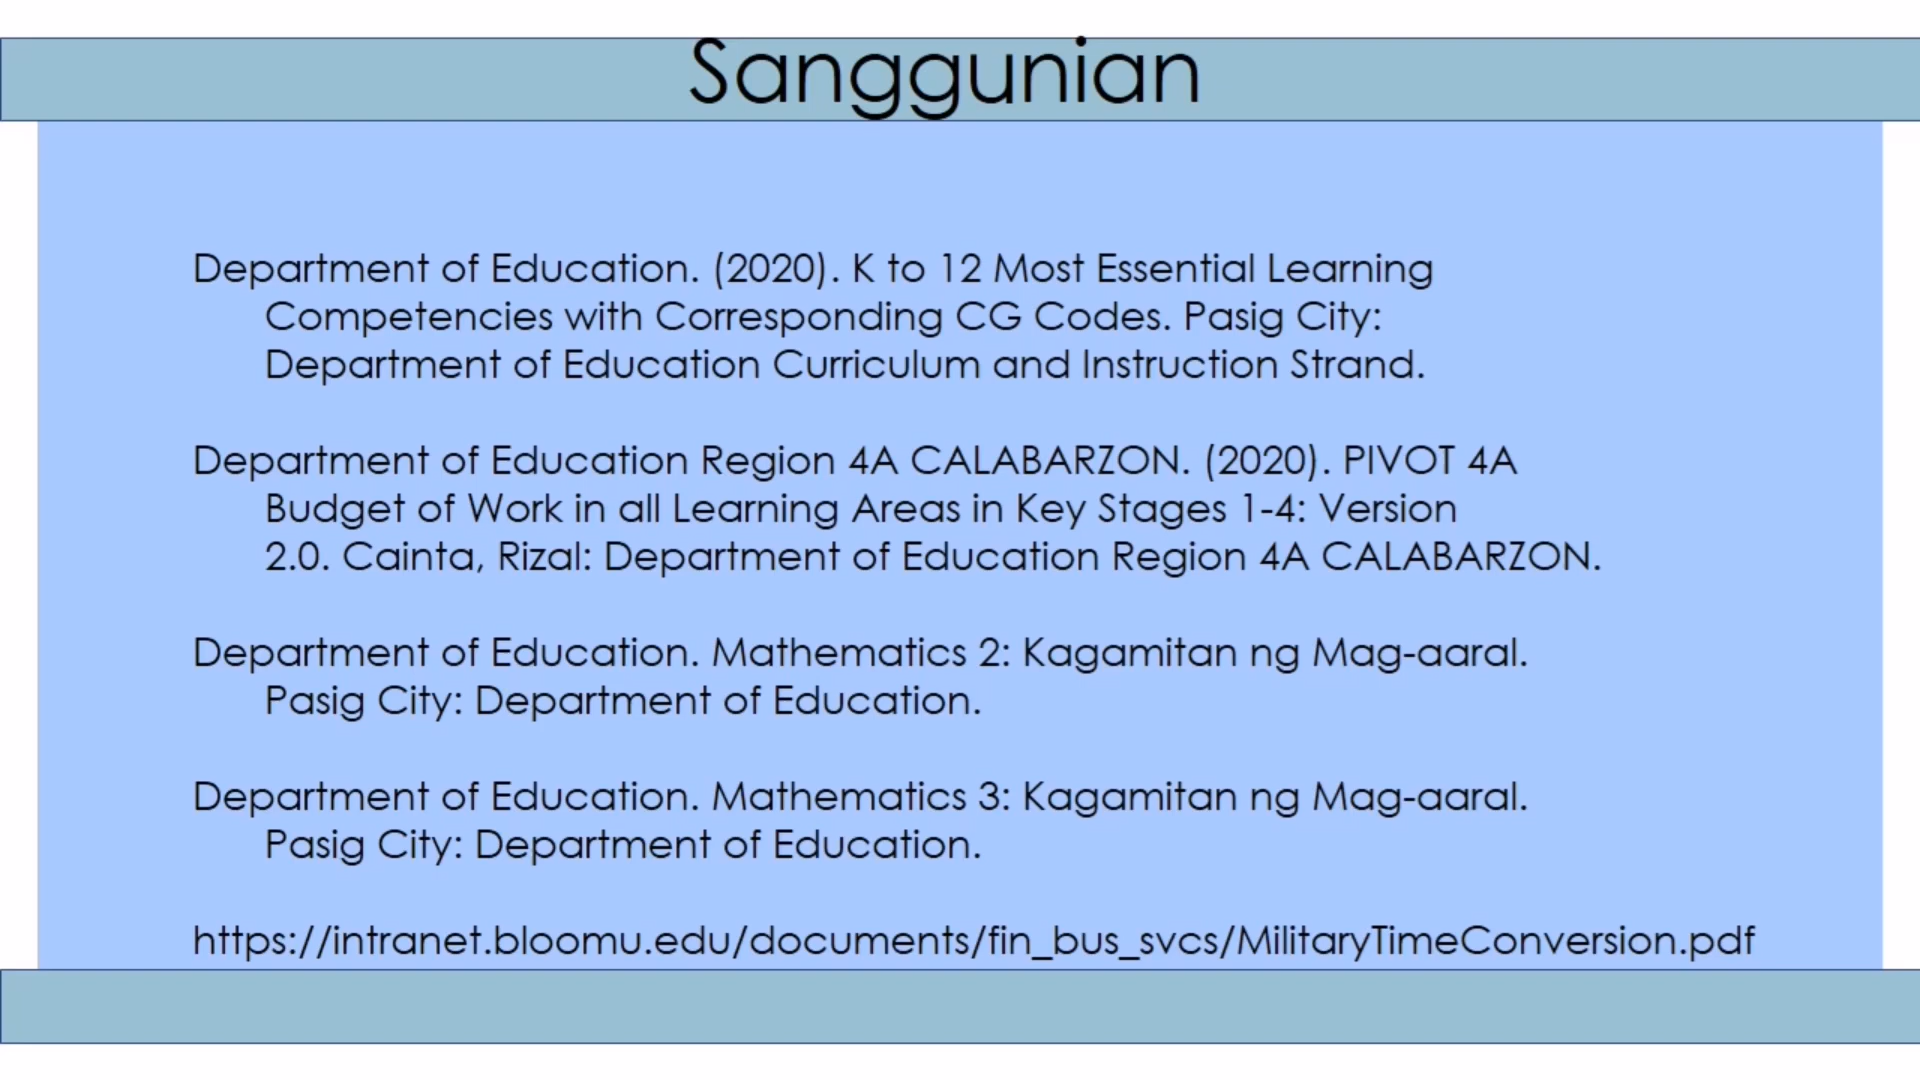 Sanggunian
Department of Education. (2020). K to 12 Most Essential Learning
Competencies with Corresponding CG Codes. Pasig City:
Department of Education Curriculum and Instruction Strand.
Department of Education Region 4A CALABARZON. (2020). PIVOT 4A
Budget of Work in all Learning Areas in Key Stages 1-4: Version
2.0. Cainta, Rizal: Department of Education Region 4A CALABARZON.
Department of Education. Mathematics 2: Kagamitan ng Mag-aaral.
Pasig City: Department of Education.
Department of Education. Mathematics 3: Kagamitan ng Mag-aaral.
Pasig City: Department of Education.
https://intranet.bloomu.edu/documents/fin_bus_svcs/MilitaryTimeConversion.pdf